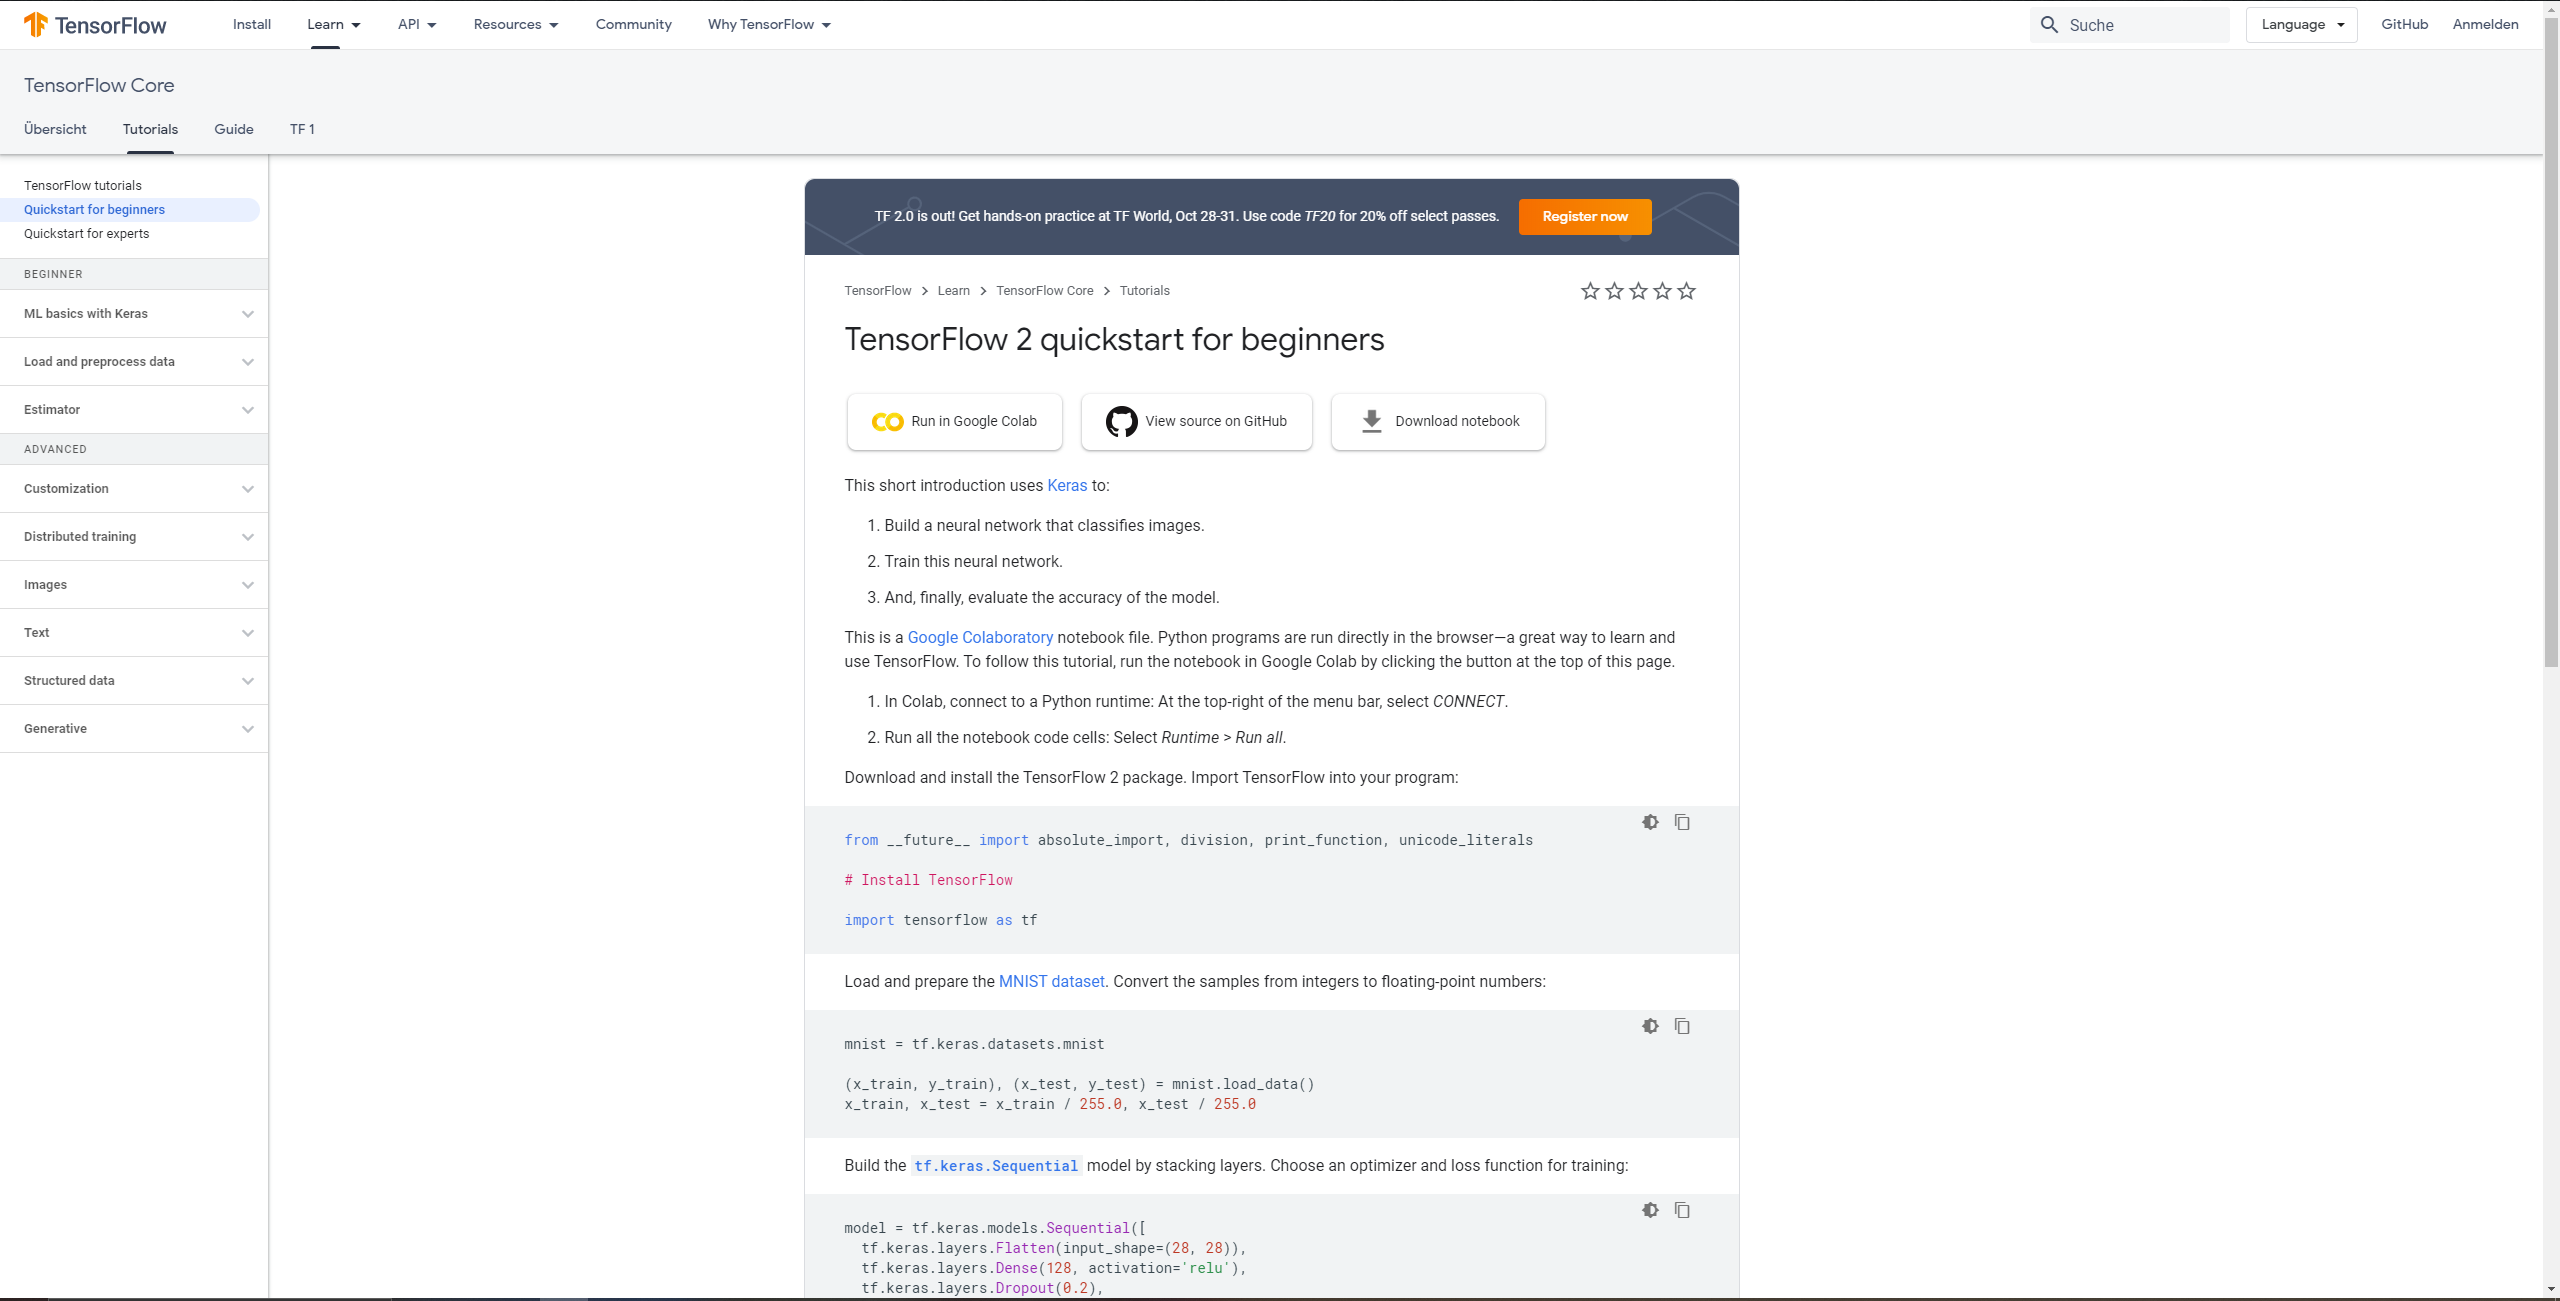 TensorFlow
Install
Learn
API
Resources
Community
Why TensorFlow
Suche
Language
GitHub
Anmelden
TensorFlow Core
Übersicht
Tutorials
Guide
TF 1
TensorFlow tutorials
Quickstart for beginners
Quickstart for experts
BEGINNER
ML basics with Keras
Load and preprocess data
Estimator
ADVANCED
Customization
Distributed training
Images
Text
Structured data
Generative
TF 2.0 is out! Get hands-on practice at TF World, Oct 28-31. Use code TF20 for 20% off select passes.
Register now
TensorFlow > Learn > TensorFlow Core > Tutorials
TensorFlow 2 quickstart for beginners
Run in Google Colab
View source on GitHub
Download notebook
This short introduction uses Keras to:
1. Build a neural network that classifies images.
2. Train this neural network.
3. And, finally, evaluate the accuracy of the model.
This is a Google Colaboratory notebook file. Python programs are run directly in the browser—a great way to learn and
use TensorFlow. To follow this tutorial, run the notebook in Google Colab by clicking the button at the top of this page.
1. In Colab, connect to a Python runtime: At the top-right of the menu bar, select CONNECT.
2. Run all the notebook code cells: Select Runtime > Run all.
Download and install the TensorFlow 2 package. Import TensorFlow into your program:
from __future__ import absolute_import, division, print_function, unicode_literals
# Install TensorFlow
import tensorflow as tf
Load and prepare the MNIST dataset. Convert the samples from integers to floating-point numbers:
mnist = tf.keras.datasets.mnist
(x_train, y_train), (x_test, y_test) = mnist.load_data()
x_train, x_test = x_train / 255.0, x_test / 255.0
Build the tf.keras.Sequential model by stacking layers. Choose an optimizer and loss function for training:
model = tf.keras.models.Sequential([
  tf.keras.layers.Flatten(input_shape=(28, 28)),
  tf.keras.layers.Dense(128, activation='relu'),
  tf.keras.layers.Dropout(0.2),